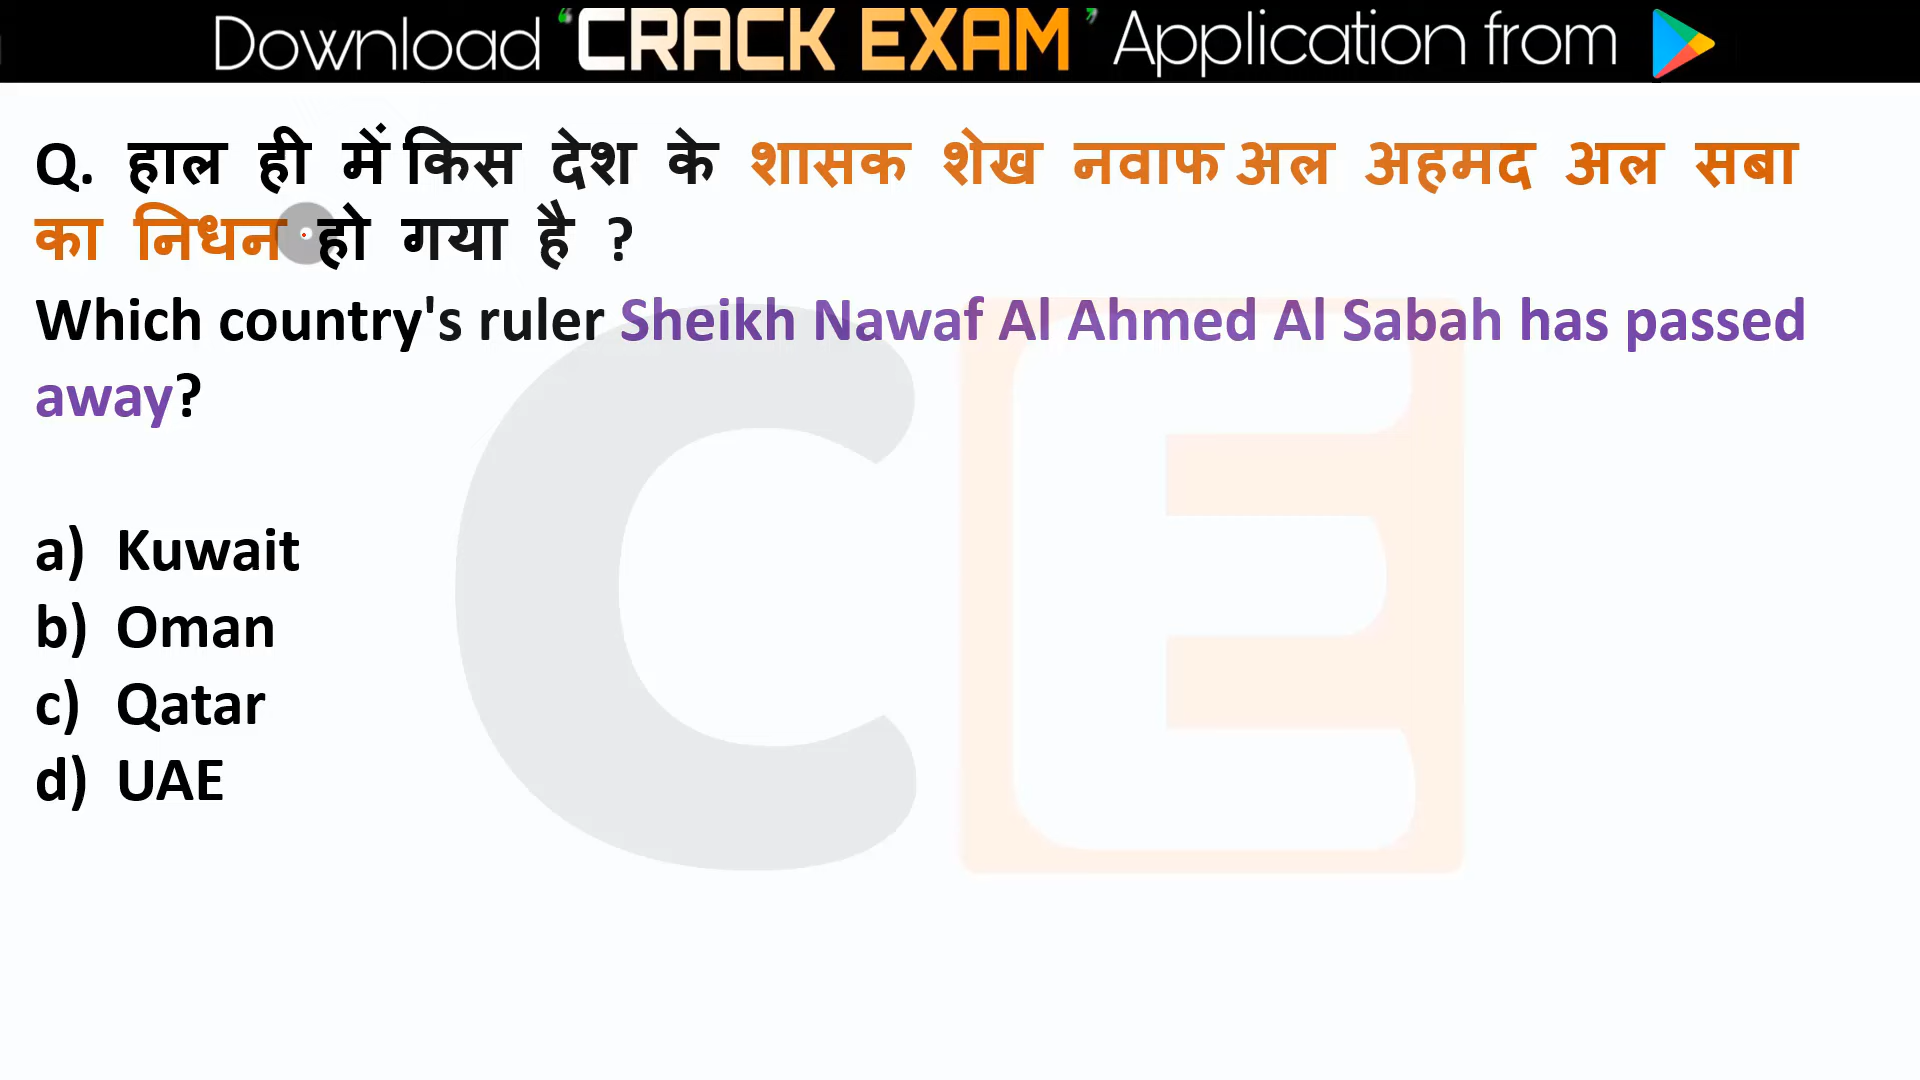 Download ‘CRACK EXAM’ Application from
Q. हाल ही में किस देश के शासक शेख नवाफ अल अहमद अल सबा
का निधन हो गया है ?
Which country's ruler Sheikh Nawaf Al Ahmed Al Sabah has passed
away?
a) Kuwait
b) Oman
c) Qatar
d) UAE
CE